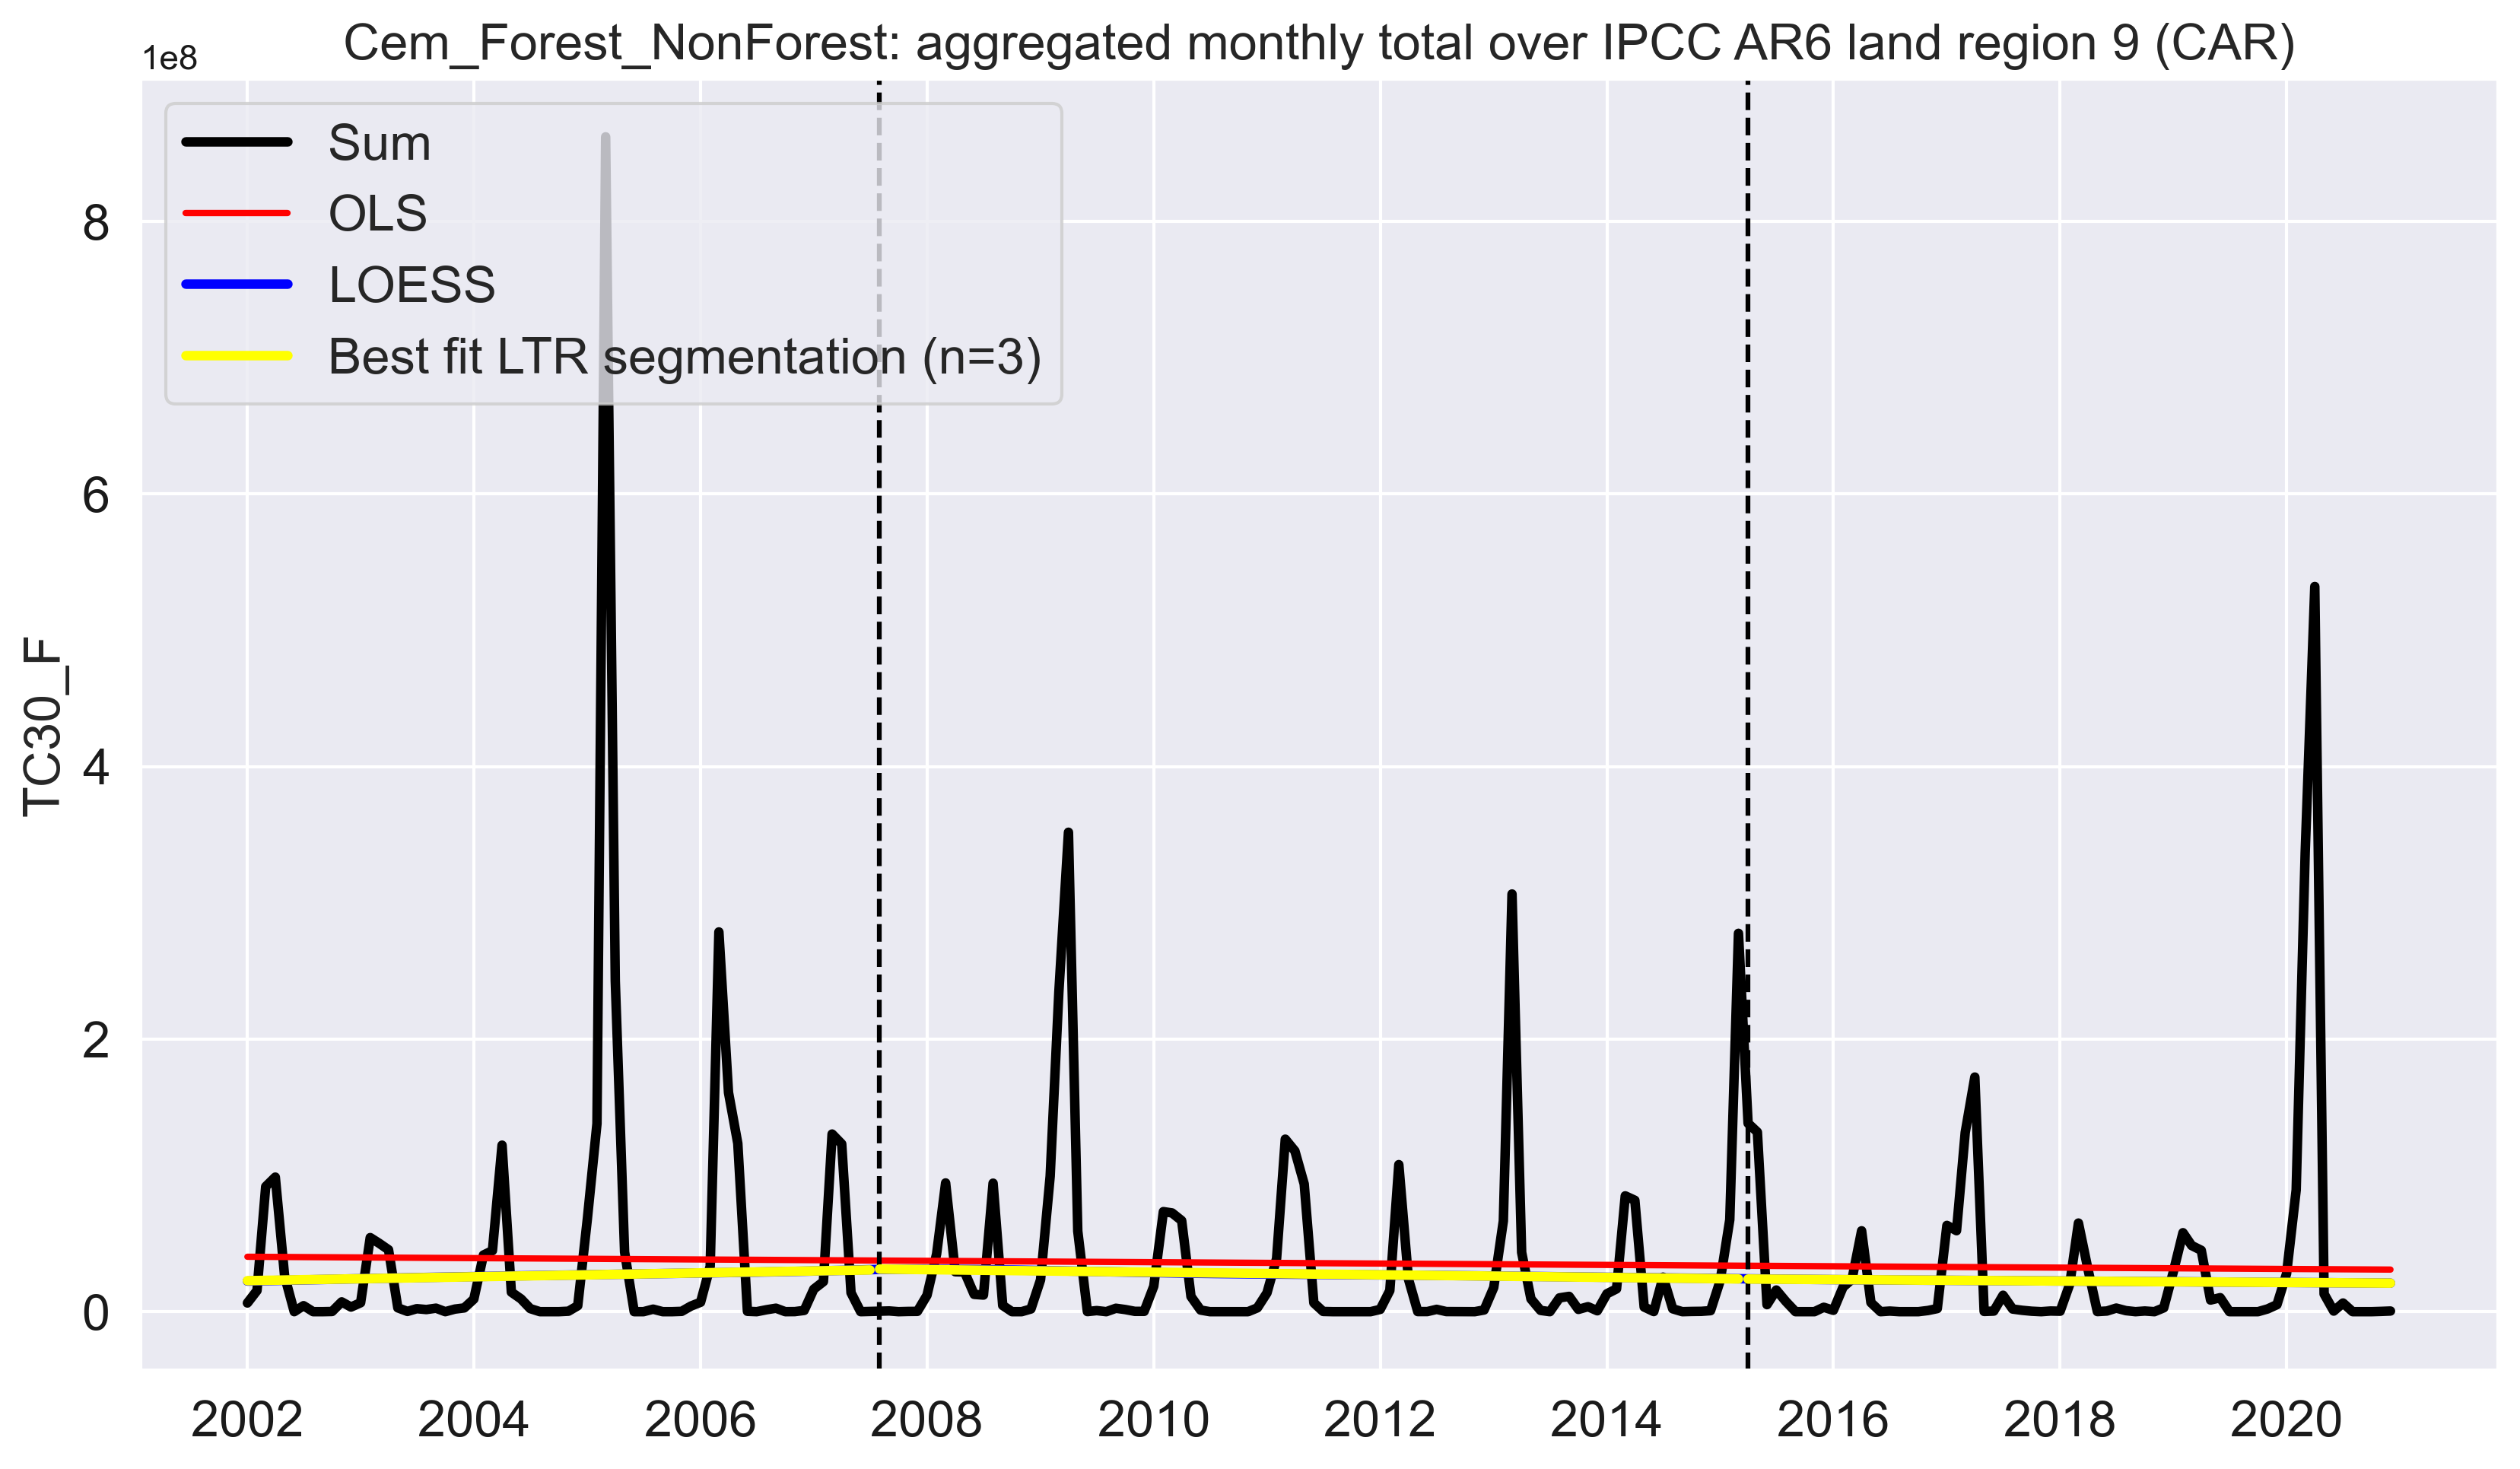 Cem_Forest_NonForest: aggregated monthly total over IPCC AR6 land region 9 (CAR)
1e8
Sum
OLS
LOESS
Best fit LTR segmentation (n=3)
8
6
4
2
0
TC30_F
2002 2004 2006 2008 2010 2012 2014 2016 2018 2020